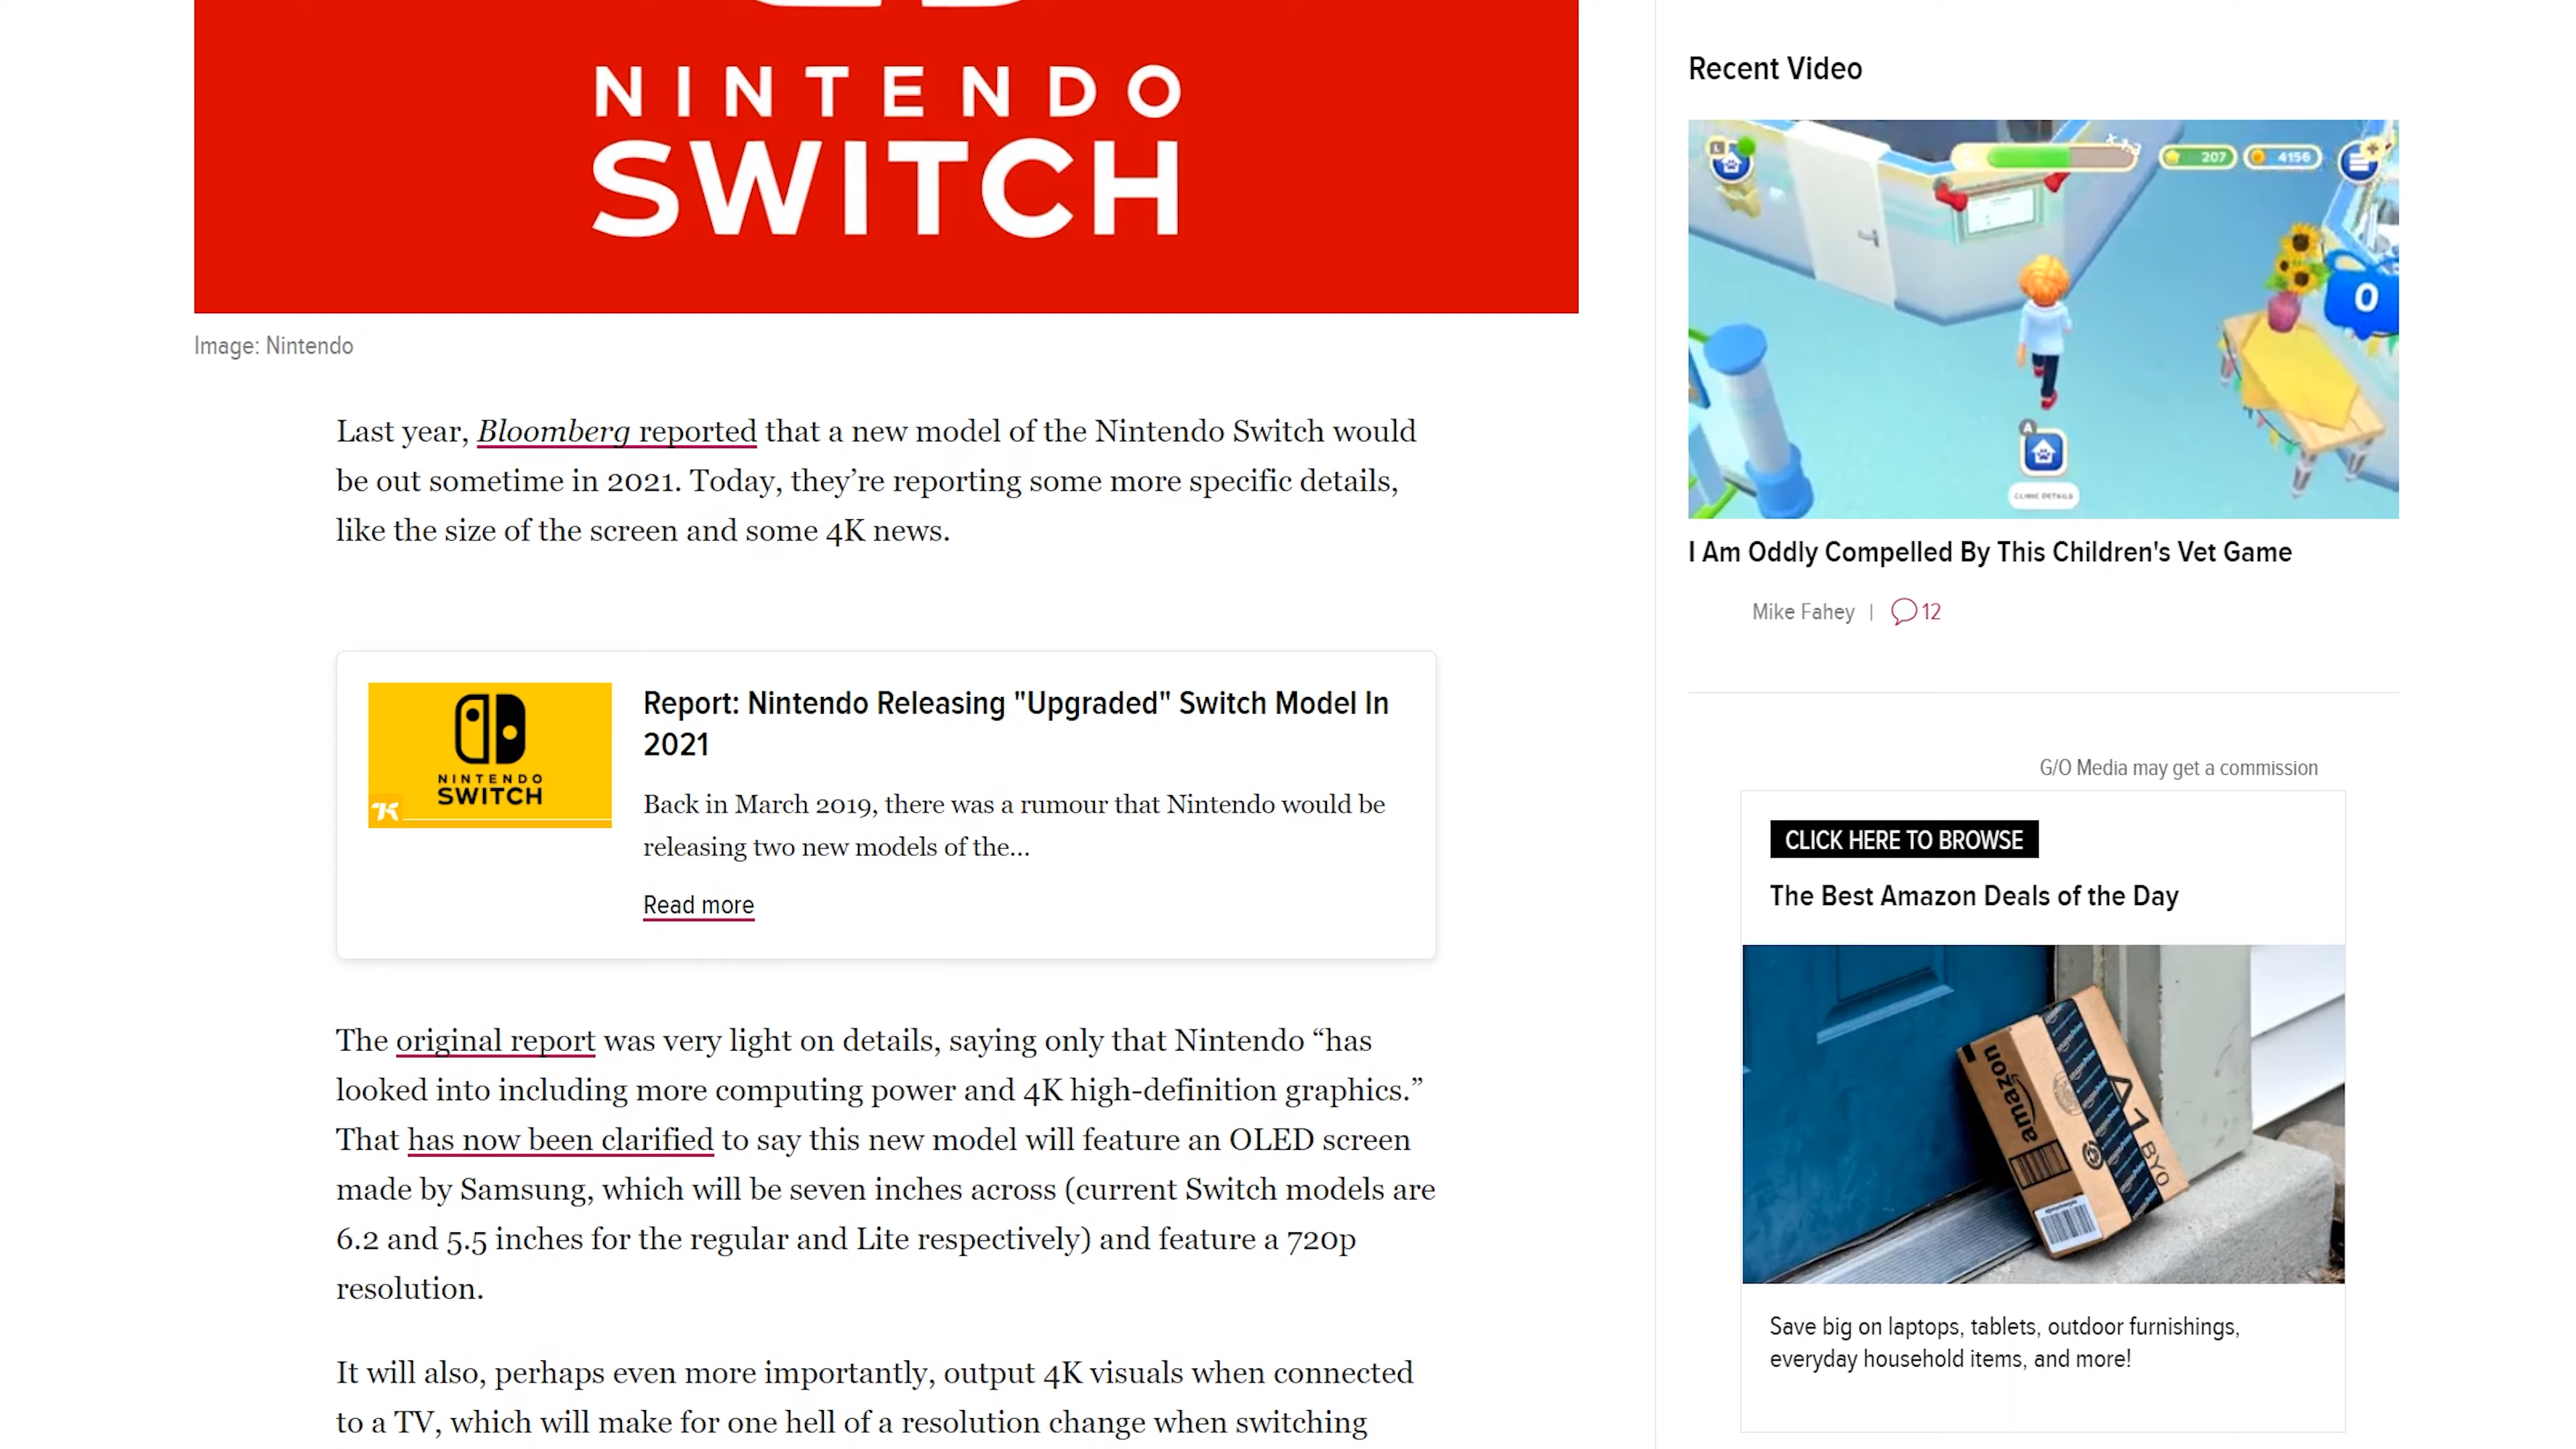 NINTENDO
SWITCH
Image: Nintendo
Last year, Bloomberg reported that a new model of the Nintendo Switch would
be out sometime in 2021. Today, they’re reporting some more specific details,
like the size of the screen and some 4K news.
NINTENDO
SWITCH
Report: Nintendo Releasing "Upgraded" Switch Model In
2021
Back in March 2019, there was a rumour that Nintendo would be
releasing two new models of the...
Read more
The original report was very light on details, saying only that Nintendo “has
looked into including more computing power and 4K high-definition graphics.”
That has now been clarified to say this new model will feature an OLED screen
made by Samsung, which will be seven inches across (current Switch models are
6.2 and 5.5 inches for the regular and Lite respectively) and feature a 720p
resolution.
It will also, perhaps even more importantly, output 4K visuals when connected
to a TV, which will make for one hell of a resolution change when switching
Recent Video
L
207
4156
0
A
CLINIC DETAILS
I Am Oddly Compelled By This Children's Vet Game
Mike Fahey | 12
G/O Media may get a commission
CLICK HERE TO BROWSE
The Best Amazon Deals of the Day
amazon
Save big on laptops, tablets, outdoor furnishings,
everyday household items, and more!